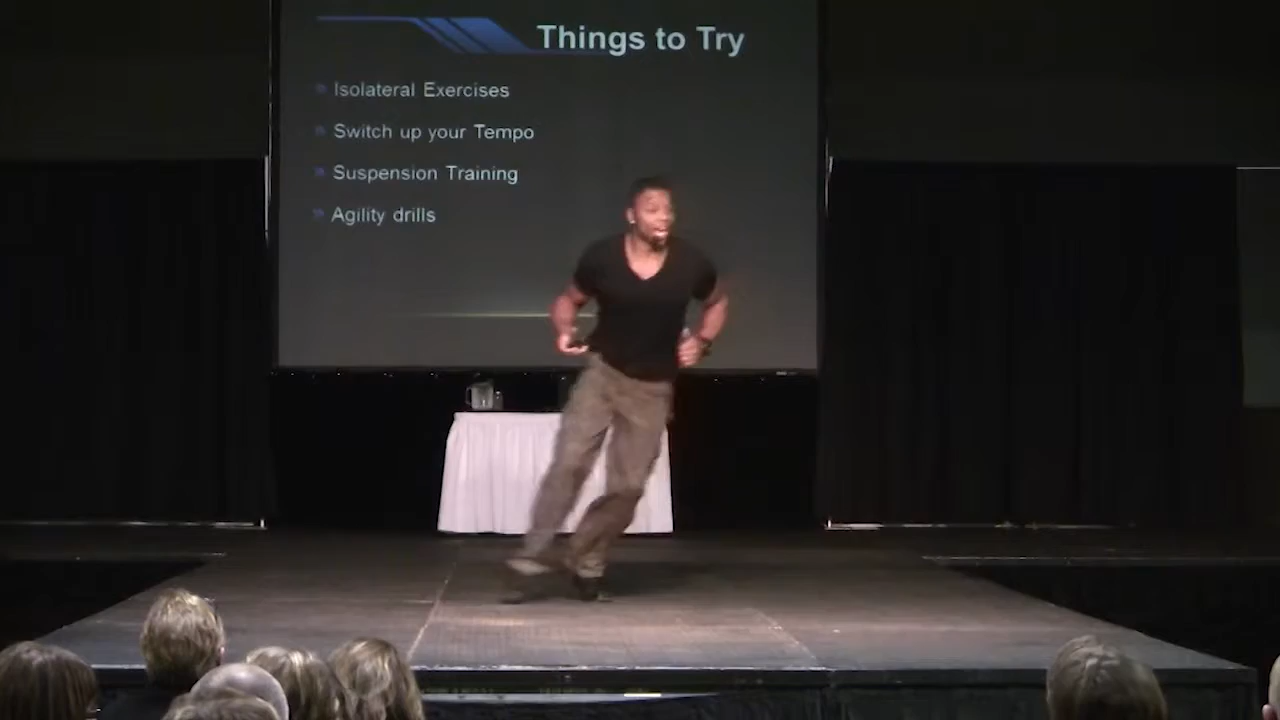 Things to Try
Isolateral Exercises
Switch up your Tempo
Suspension Training
Agility drills